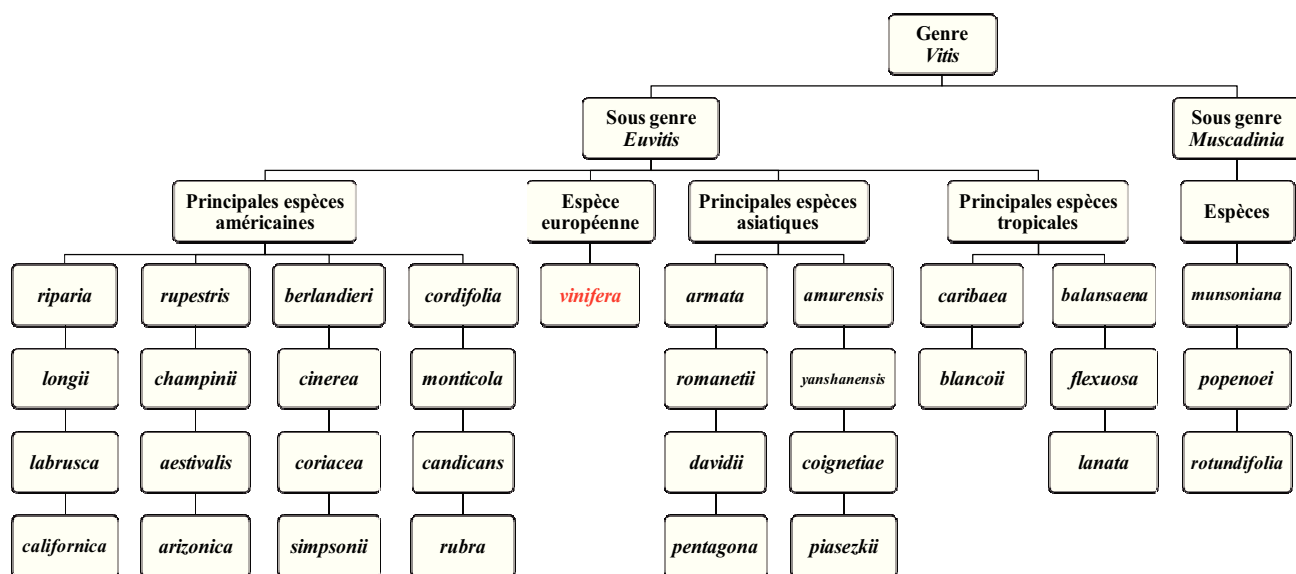 Genre
Vitis
Sous genre
Euvitis
Sous genre
Muscadinia
Principales espèces
américaines
Espèce
européenne
Principales espèces
asiatiques
Principales espèces
tropicales
Espèces
riparia
rupestris
berlandieri
cordifolia
vinifera
armata
amurensis
caribaea
balansaena
munsoniana
longii
champinii
cinerea
monticola
romanetii
yanshanensis
blancoii
flexuosa
popenoei
labrusca
aestivalis
coriacea
candicans
davidii
coignetiae
lanata
rotundifolia
californica
arizonica
simpsonii
rubra
pentagona
piasezkii